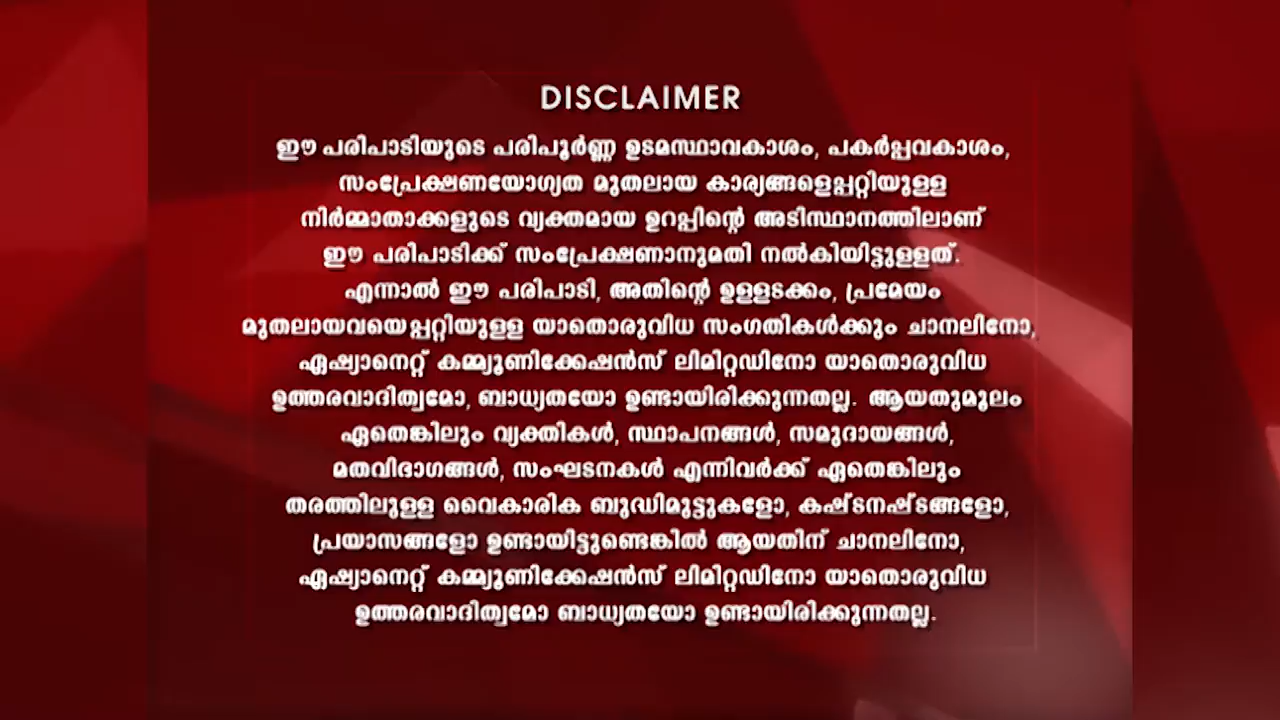 DISCLAIMER
ഈ പരിപാടിയുടെ പരിപൂർണ്ണ ഉടമസ്ഥാവകാശം, പകർപ്പവകാശം,
സംപ്രേക്ഷണയോഗ്യത മുതലായ കാര്യങ്ങളെപ്പറ്റിയുള്ള
നിർമ്മാതാക്കളുടെ വ്യക്തമായ ഉറപ്പിന്റെ അടിസ്ഥാനത്തിലാണ്
ഈ പരിപാടിക്ക് സംപ്രേക്ഷണാനുമതി നൽകിയിട്ടുള്ളത്.
എന്നാൽ ഈ പരിപാടി, അതിന്റെ ഉള്ളടക്കം, പ്രമേയം
മുതലായവയെപ്പറ്റിയുള്ള യാതൊരുവിധ സംഗതികൾക്കും ചാനലിനോ,
ഏഷ്യാനെറ്റ് കമ്മ്യൂണിക്കേഷൻസ് ലിമിറ്റഡിനോ യാതൊരുവിധ
ഉത്തരവാദിത്വമോ, ബാധ്യതയോ ഉണ്ടായിരിക്കുന്നതല്ല. ആയതുമൂലം
ഏതെങ്കിലും വ്യക്തികൾ, സ്ഥാപനങ്ങൾ, സമുദായങ്ങൾ,
മതവിഭാഗങ്ങൾ, സംഘടനകൾ എന്നിവർക്ക് ഏതെങ്കിലും
തരത്തിലുള്ള വൈകാരിക ബുദ്ധിമുട്ടുകളോ, കഷ്ടനഷ്ടങ്ങളോ,
പ്രയാസങ്ങളോ ഉണ്ടായിട്ടുണ്ടെങ്കിൽ ആയതിന് ചാനലിനോ,
ഏഷ്യാനെറ്റ് കമ്മ്യൂണിക്കേഷൻസ് ലിമിറ്റഡിനോ യാതൊരുവിധ
ഉത്തരവാദിത്വമോ ബാധ്യതയോ ഉണ്ടായിരിക്കുന്നതല്ല.